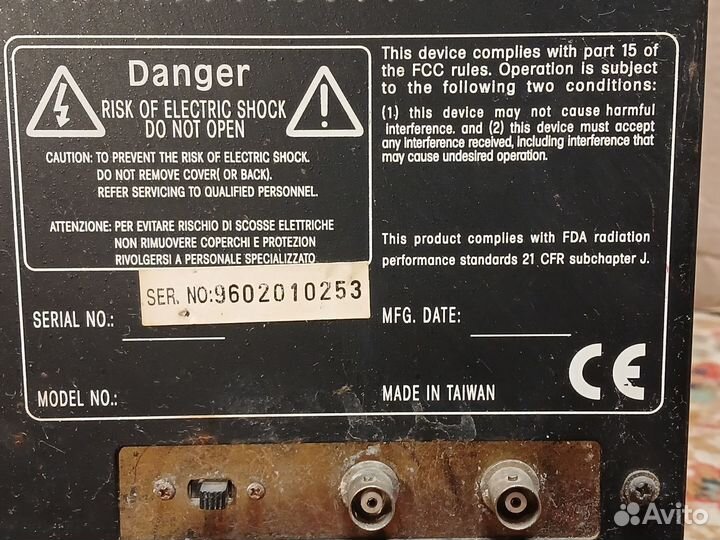 Danger
RISK OF ELECTRIC SHOCK
DO NOT OPEN
CAUTION: TO PREVENT THE RISK OF ELECTRIC SHOCK.
DO NOT REMOVE COVER( OR BACK).
REFER SERVICING TO QUALIFIED PERSONNEL.
ATTENZIONE: PER EVITARE RISCHIO DI SCOSSE ELETTRICHE
NON RIMUOVERE COPERCHI E PROTEZION
RIVOLGERSI A PERSONALE SPECIALIZZATO
This device complies with part 15 of
the FCC rules. Operation is subject
to the following two conditions:
(1.) this device may not cause harmful
Interference. and (2) this device must accept
any Interference received, Including interference that
may cause undesired operation.
This product complies with FDA radiation
performance standards 21 CFR subchapter J.
SER. NO:9602010253
SERIAL NO.:
MFG. DATE:
MODEL NO.:
MADE IN TAIWAN
CE
Avito